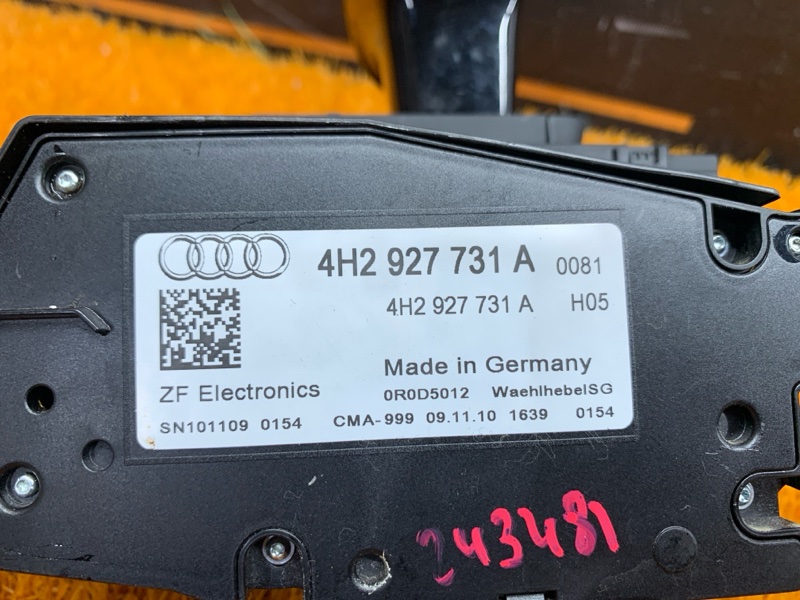 4H2 927 731 A 0081
4H2 927 731 A H05
Made in Germany
ZF Electronics 0R0D5012 WaehlhebelSG
SN101109 0154 CMA-999 09.11.10 1639 0154
243481